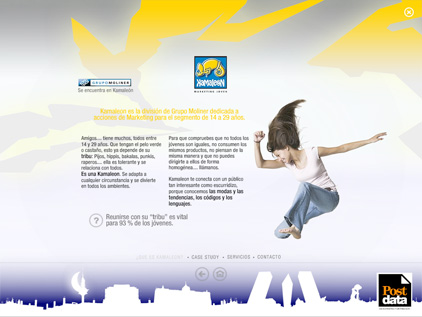 GRUPOMOLINER
Se encuentra en Kamaleón
KAMALEON
MARKETING JOVEN
Kamaleon es la división de Grupo Moliner dedicada a
acciones de Marketing para el segmento de 14 a 29 años.
Amigos.... tiene muchos, todos entre
14 y 29 años. Que tengan el pelo verde
o castaño, esto ya depende de su
tribu: Pijos, hippis, bakalas, punkis,
raperos..., ella es tolerante y se
relaciona con todos.
Es una Kamaleon. Se adapta a
cualquier circunstancia y se divierte
en todos los ambientes.
Para que compruebes que no todos los
jóvenes son iguales, no consumen los
mismos productos, no piensan de la
misma manera y que no puedes
dirigirte a ellos de forma
homogénea... llámanos.
Kamaleon te conecta con un público
tan interesante como escurridizo,
porque conocemos las modas y las
tendencias, los códigos y los
lenguajes.
? Reunirse con su "tribu" es vital
para 93 % de los jóvenes.
• CASE STUDY • SERVICIOS • CONTACTO
Post
data